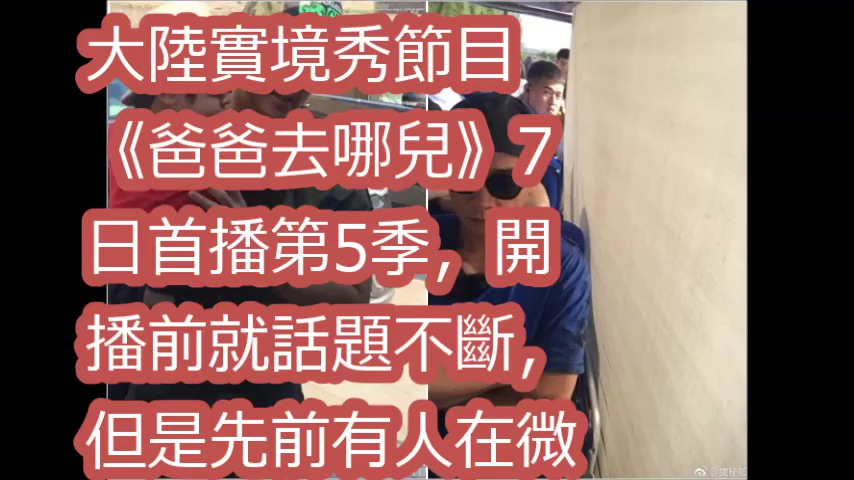 大陸實境秀節目
《爸爸去哪兒》7
日首播第5季，開
播前就話題不斷，
但是先前有人在微